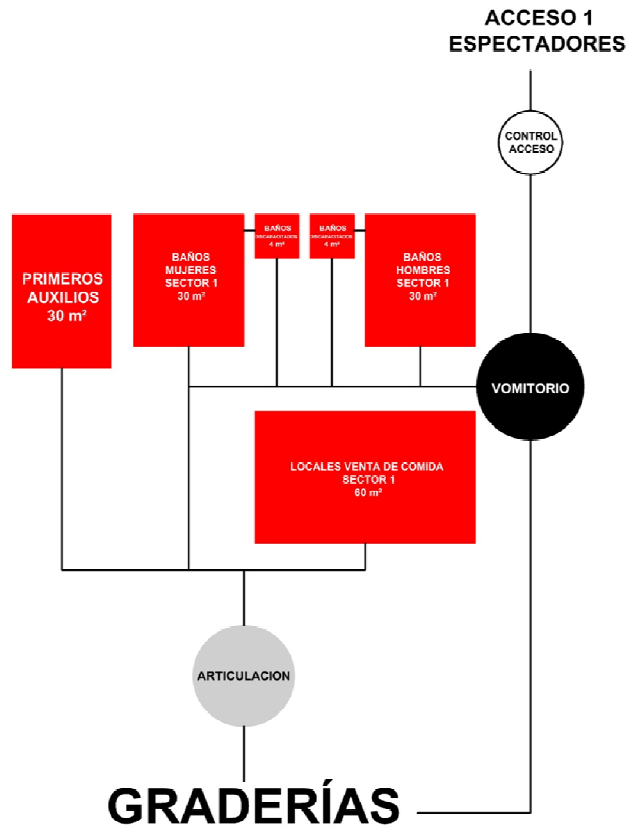 ACCESO 1
ESPECTADORES
CONTROL
ACCESO
BAÑOS
DISCAPACITADOS
4 m²
BAÑOS
DISCAPACITADOS
4 m²
PRIMEROS
AUXILIOS
30 m²
BAÑOS
MUJERES
SECTOR 1
30 m²
BAÑOS
HOMBRES
SECTOR 1
30 m²
VOMITORIO
LOCALES VENTA DE COMIDA
SECTOR 1
60 m²
ARTICULACION
GRADERÍAS